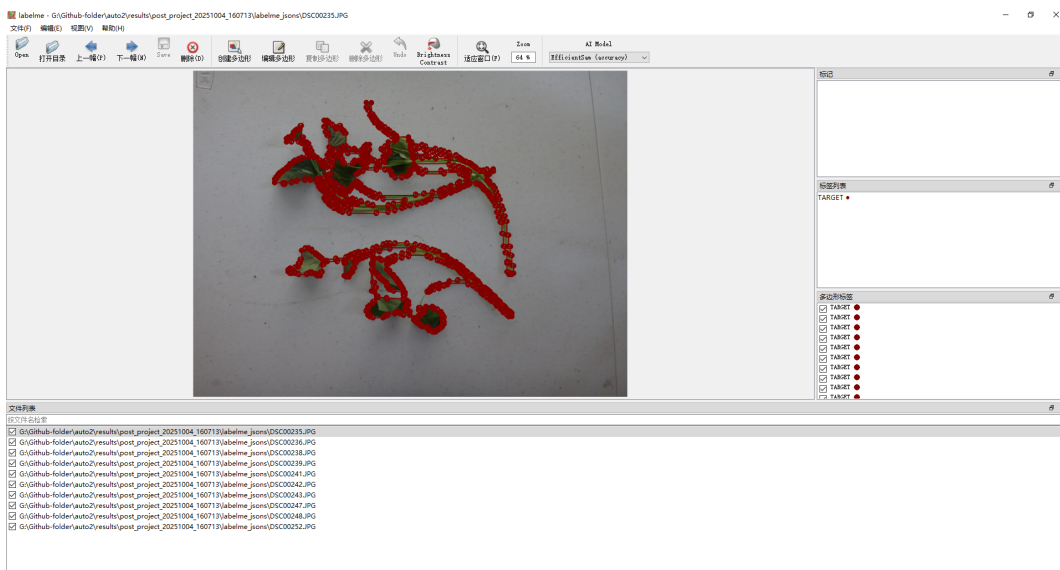 labelme - G:\Github-folder\auto2\results\post_project_20251004_160713\labelme_jsons\DSC00235.JPG
文件(F) 编辑(E) 视图(V) 帮助(H)
Open 打开目录 上一幅(P) 下一幅(N) Save 删除(D) 创建多边形 编辑多边形 复制多边形 删除多边形 Undo Brightness Contrast 适应窗口(F) Zoom 64 % AI Model EfficientSam (accuracy)
标记
标签列表
TARGET
多边形标签
TARGET
TARGET
TARGET
TARGET
TARGET
TARGET
TARGET
TARGET
TARGET
TARGET
文件列表
按文件名检索
G:\Github-folder\auto2\results\post_project_20251004_160713\labelme_jsons\DSC00235.JPG
G:\Github-folder\auto2\results\post_project_20251004_160713\labelme_jsons\DSC00236.JPG
G:\Github-folder\auto2\results\post_project_20251004_160713\labelme_jsons\DSC00238.JPG
G:\Github-folder\auto2\results\post_project_20251004_160713\labelme_jsons\DSC00239.JPG
G:\Github-folder\auto2\results\post_project_20251004_160713\labelme_jsons\DSC00241.JPG
G:\Github-folder\auto2\results\post_project_20251004_160713\labelme_jsons\DSC00242.JPG
G:\Github-folder\auto2\results\post_project_20251004_160713\labelme_jsons\DSC00243.JPG
G:\Github-folder\auto2\results\post_project_20251004_160713\labelme_jsons\DSC00247.JPG
G:\Github-folder\auto2\results\post_project_20251004_160713\labelme_jsons\DSC00248.JPG
G:\Github-folder\auto2\results\post_project_20251004_160713\labelme_jsons\DSC00252.JPG